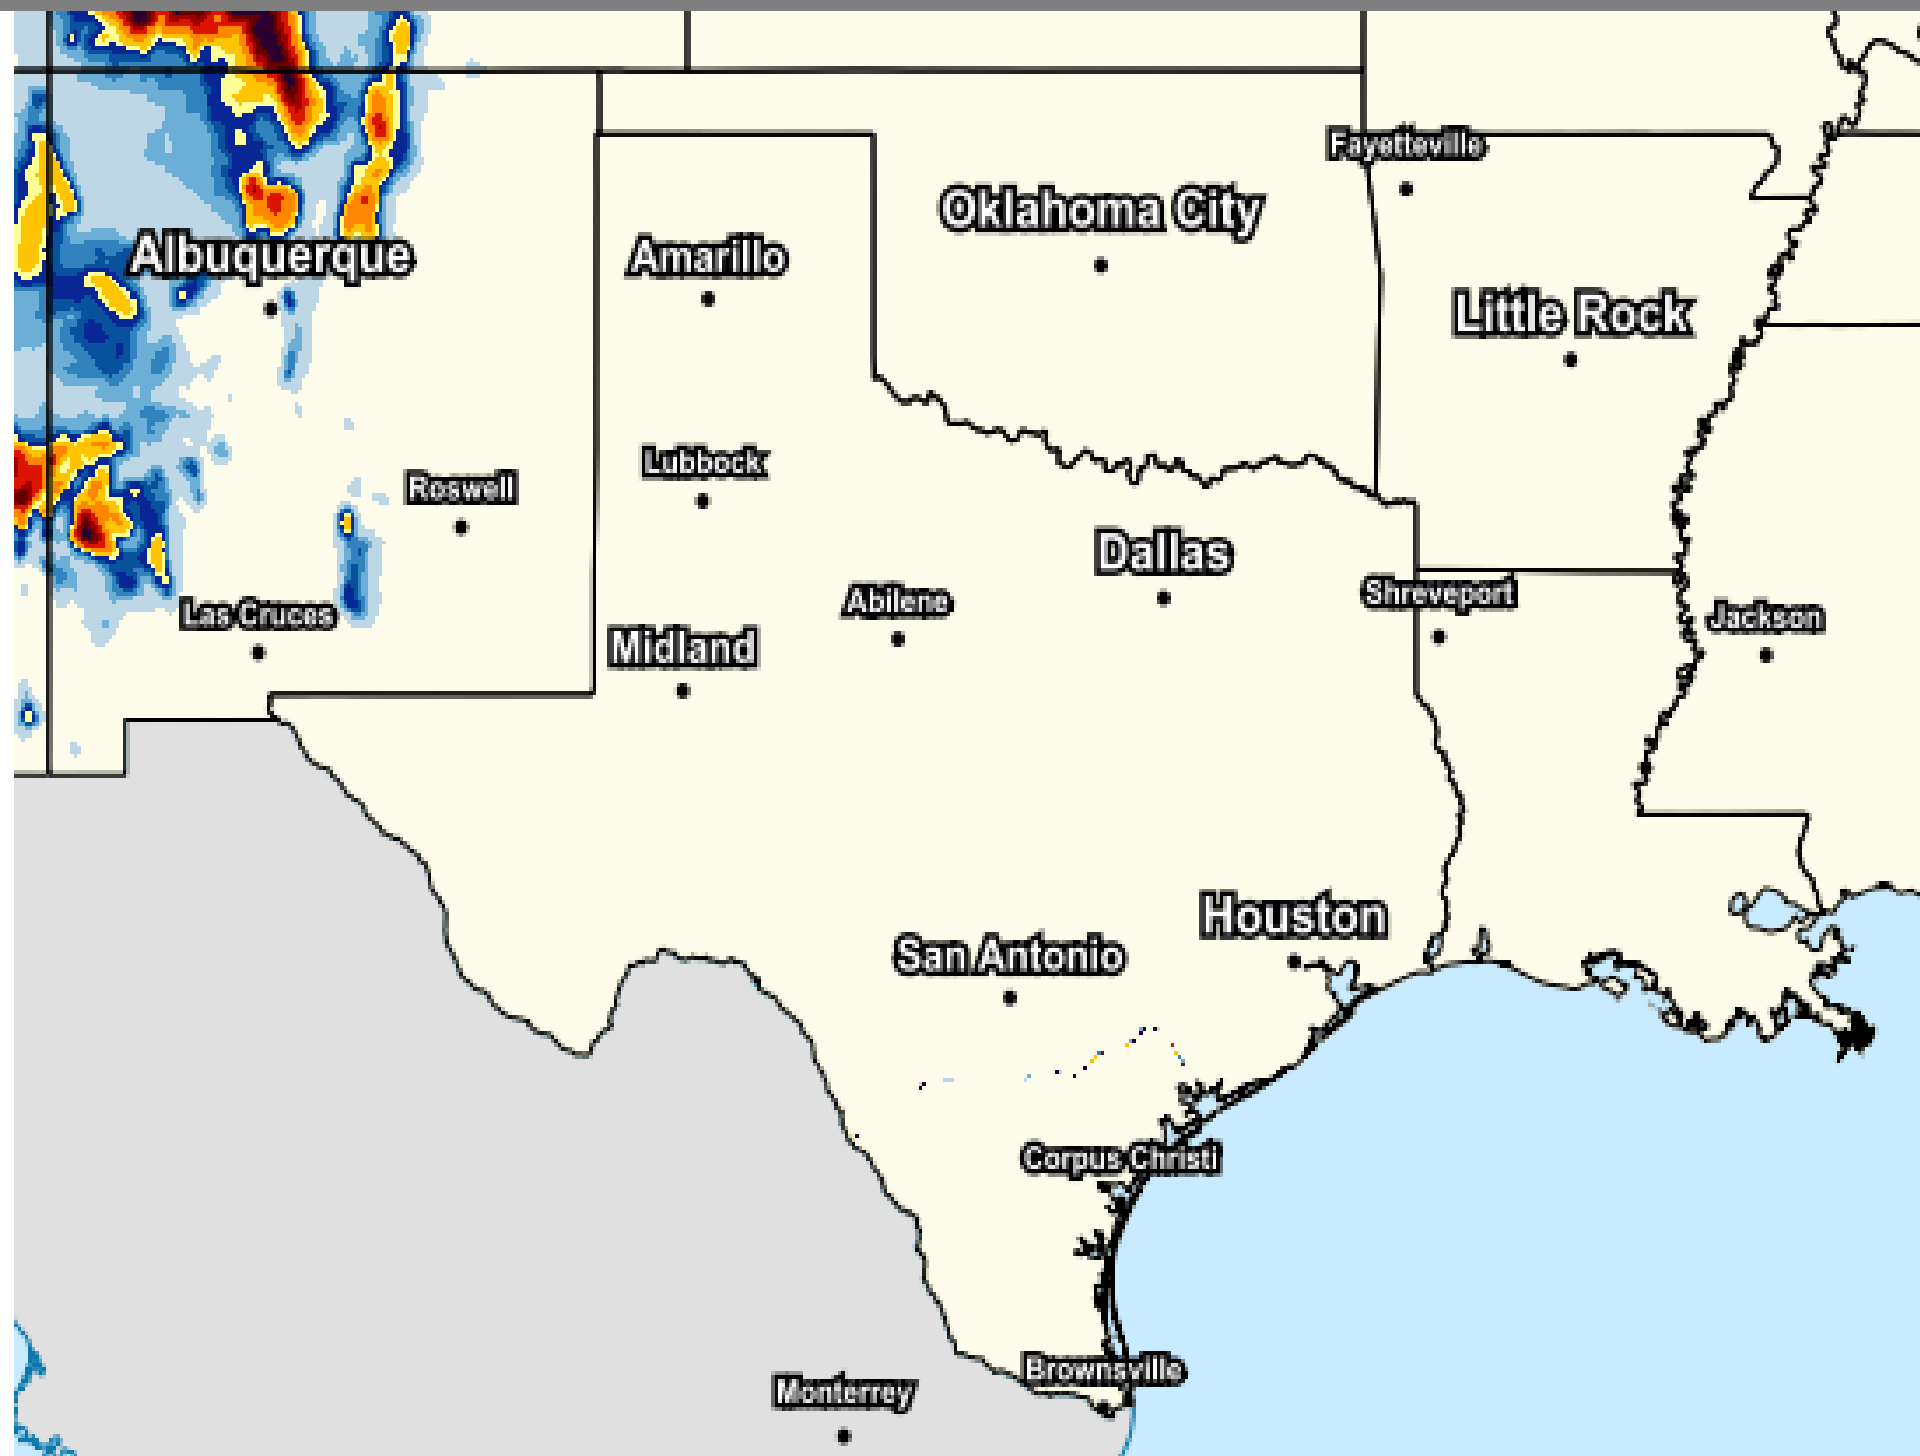 Fayetteville
Oklahoma City
Albuquerque
Amarillo
Little Rock
Lubbock
Roswell
Dallas
Shreveport
Abilene
Las Cruces
Jackson
Midland
Houston
San Antonio
Corpus Christi
Brownsville
Monterrey